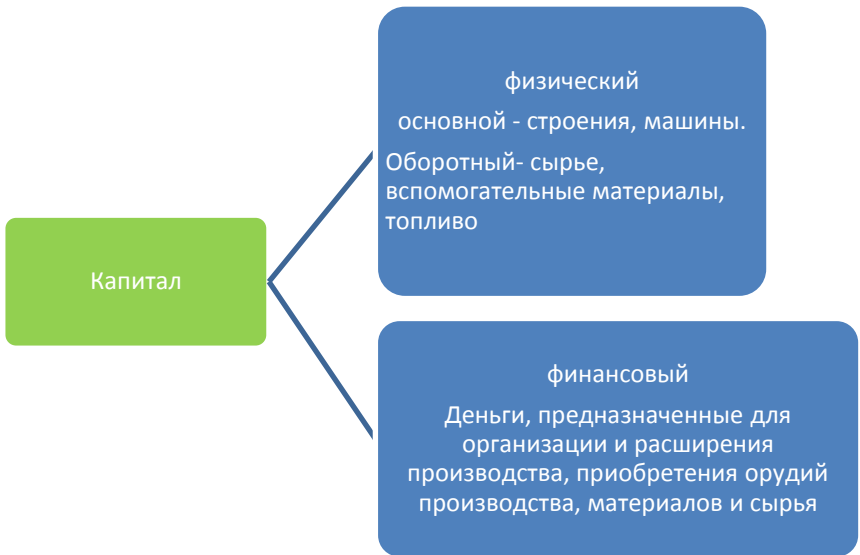 Капитал
физический
основной - строения, машины.
Оборотный- сырье,
вспомогательные материалы,
топливо
финансовый
Деньги, предназначенные для
организации и расширения
производства, приобретения орудий
производства, материалов и сырья